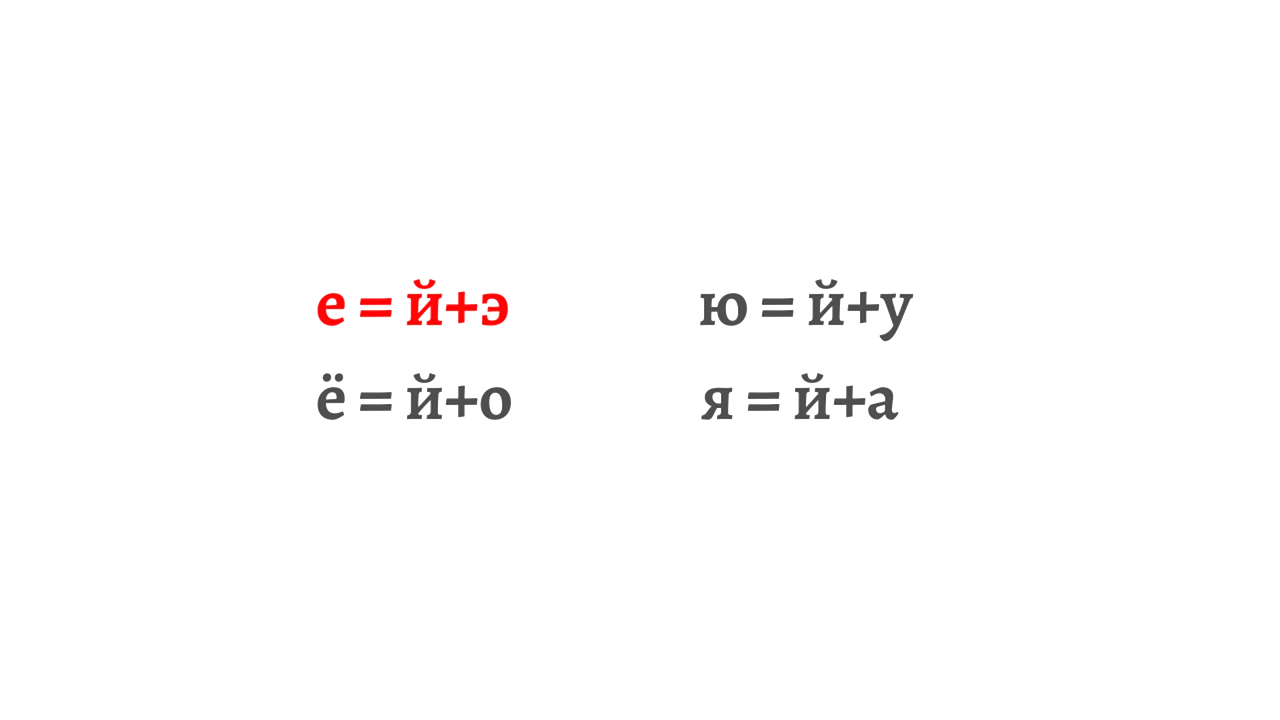 е = й+э ю = й+у
ё = й+о я = й+а